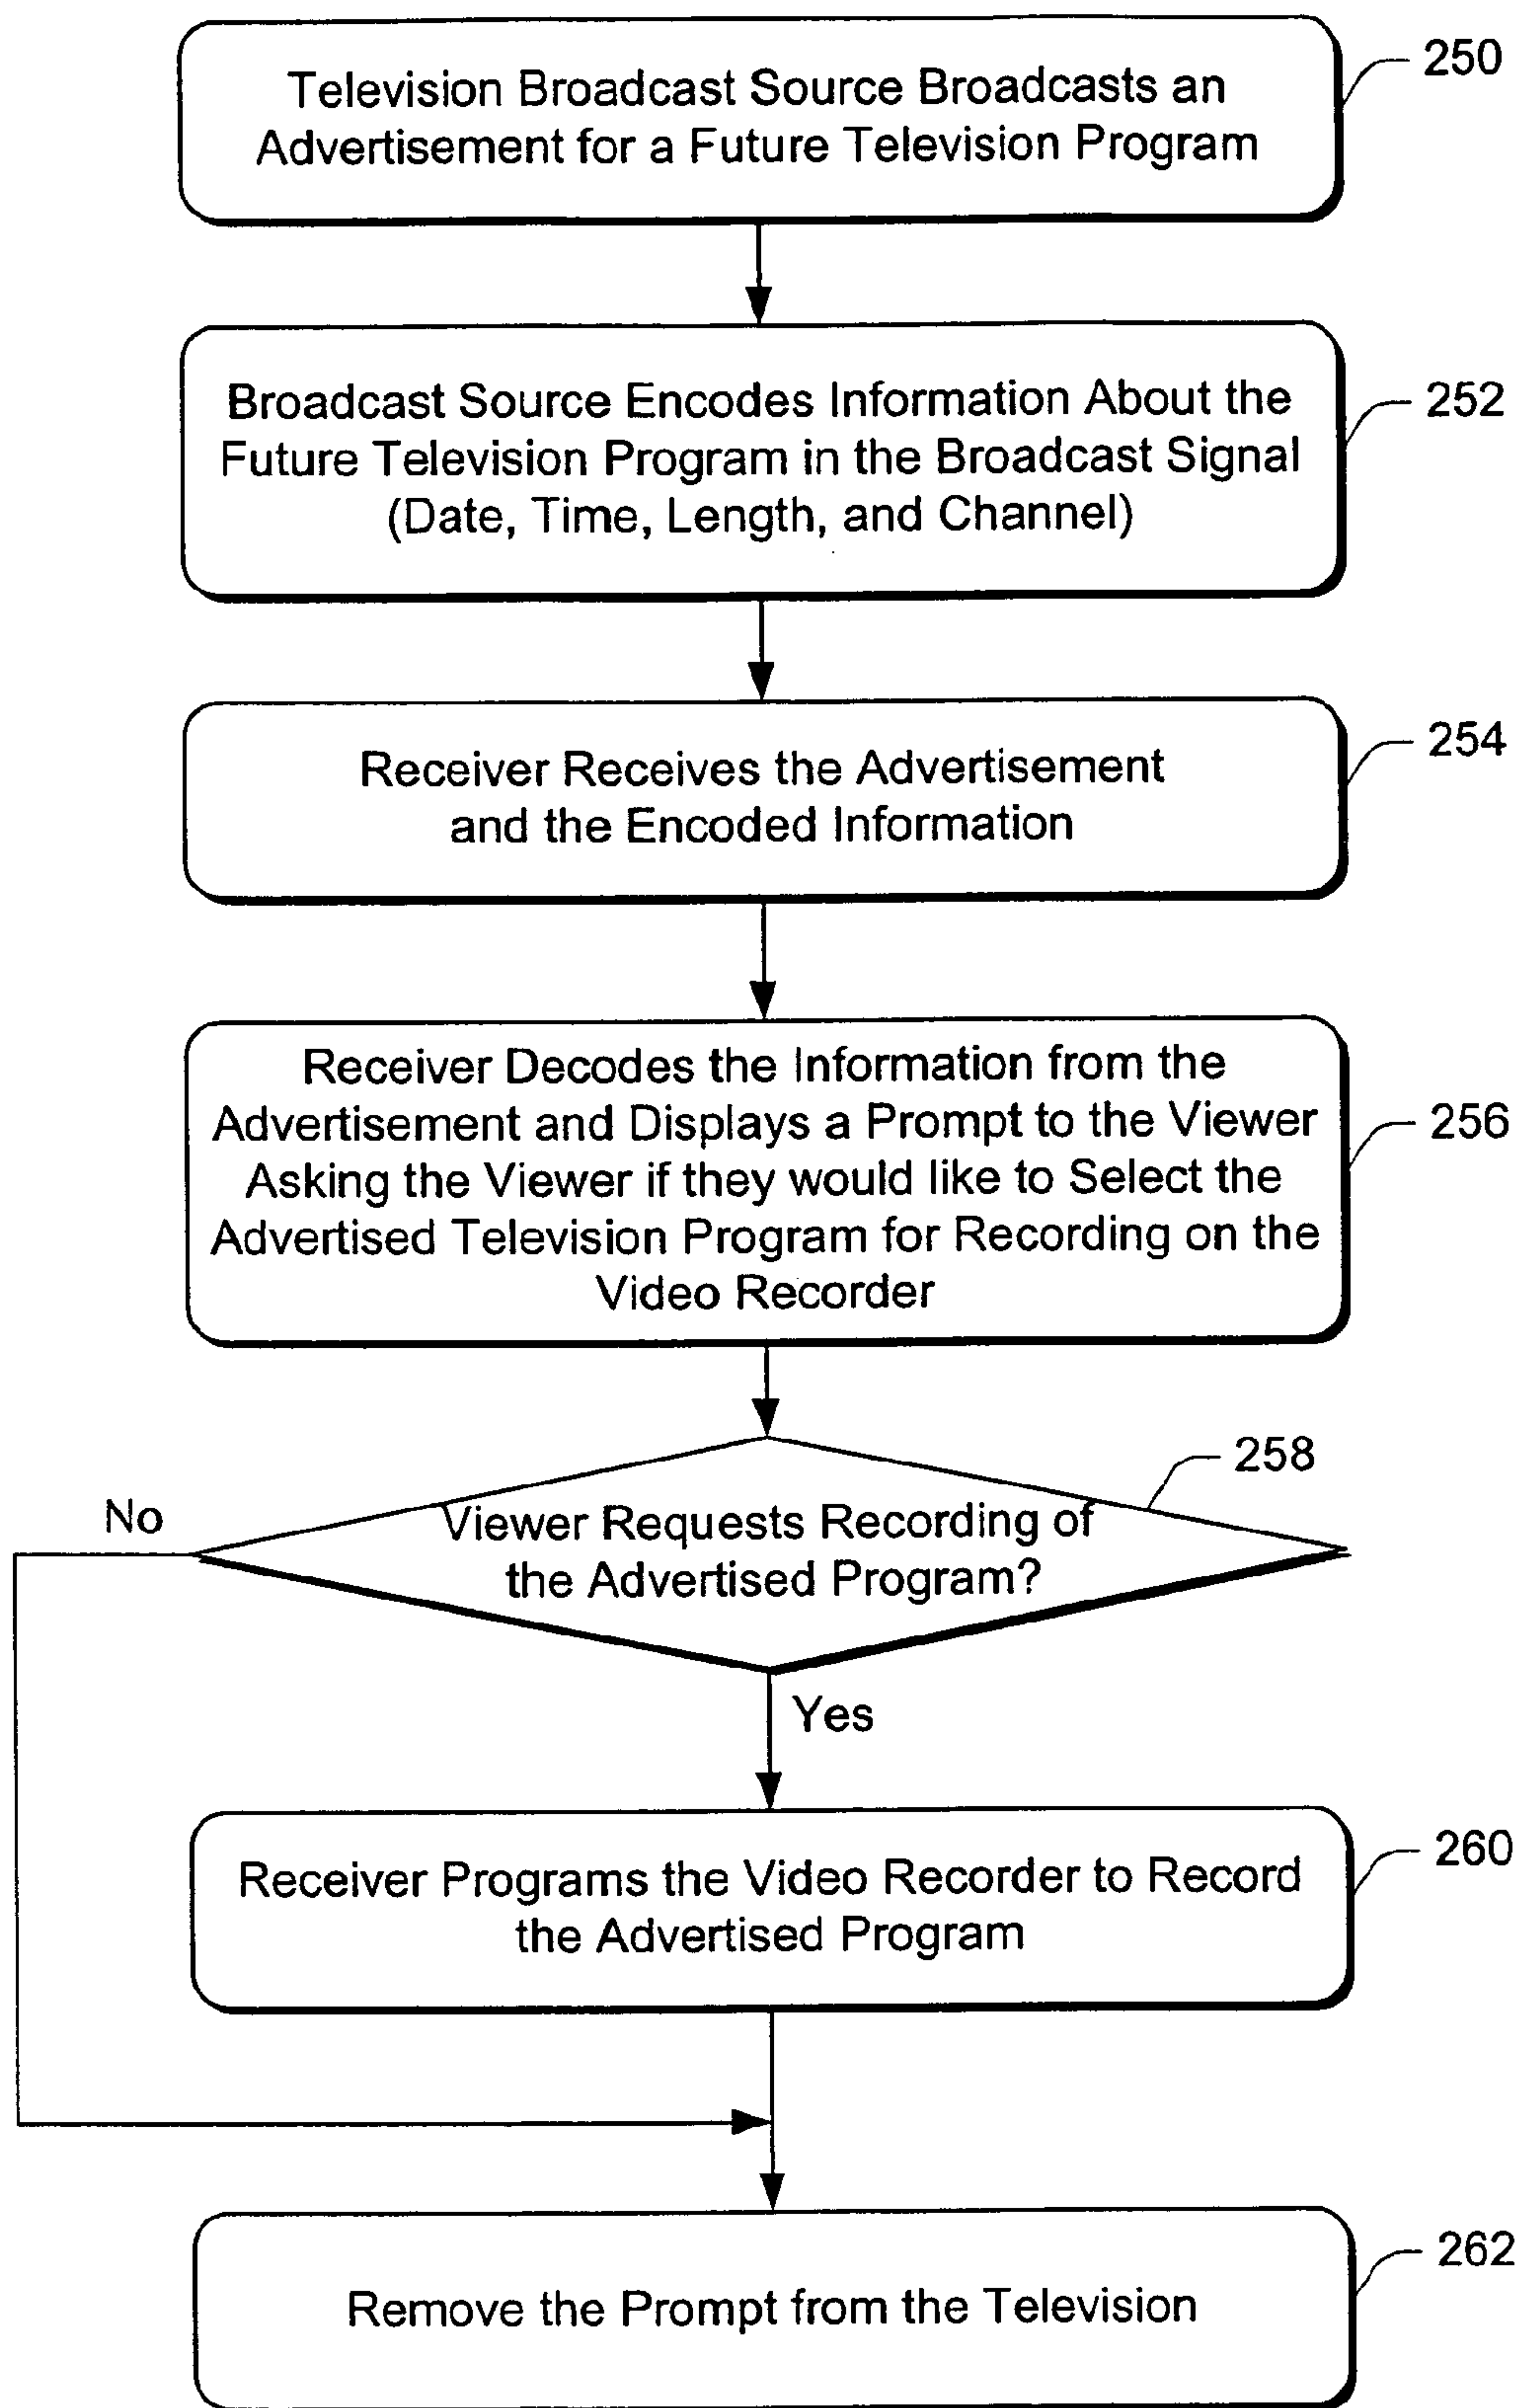 Television Broadcast Source Broadcasts an
Advertisement for a Future Television Program
250
Broadcast Source Encodes Information About the
Future Television Program in the Broadcast Signal
(Date, Time, Length, and Channel)
252
Receiver Receives the Advertisement
and the Encoded Information
254
Receiver Decodes the Information from the
Advertisement and Displays a Prompt to the Viewer
Asking the Viewer if they would like to Select the
Advertised Television Program for Recording on the
Video Recorder
256
258
No
Viewer Requests Recording of
the Advertised Program?
Yes
Receiver Programs the Video Recorder to Record
the Advertised Program
260
Remove the Prompt from the Television
262